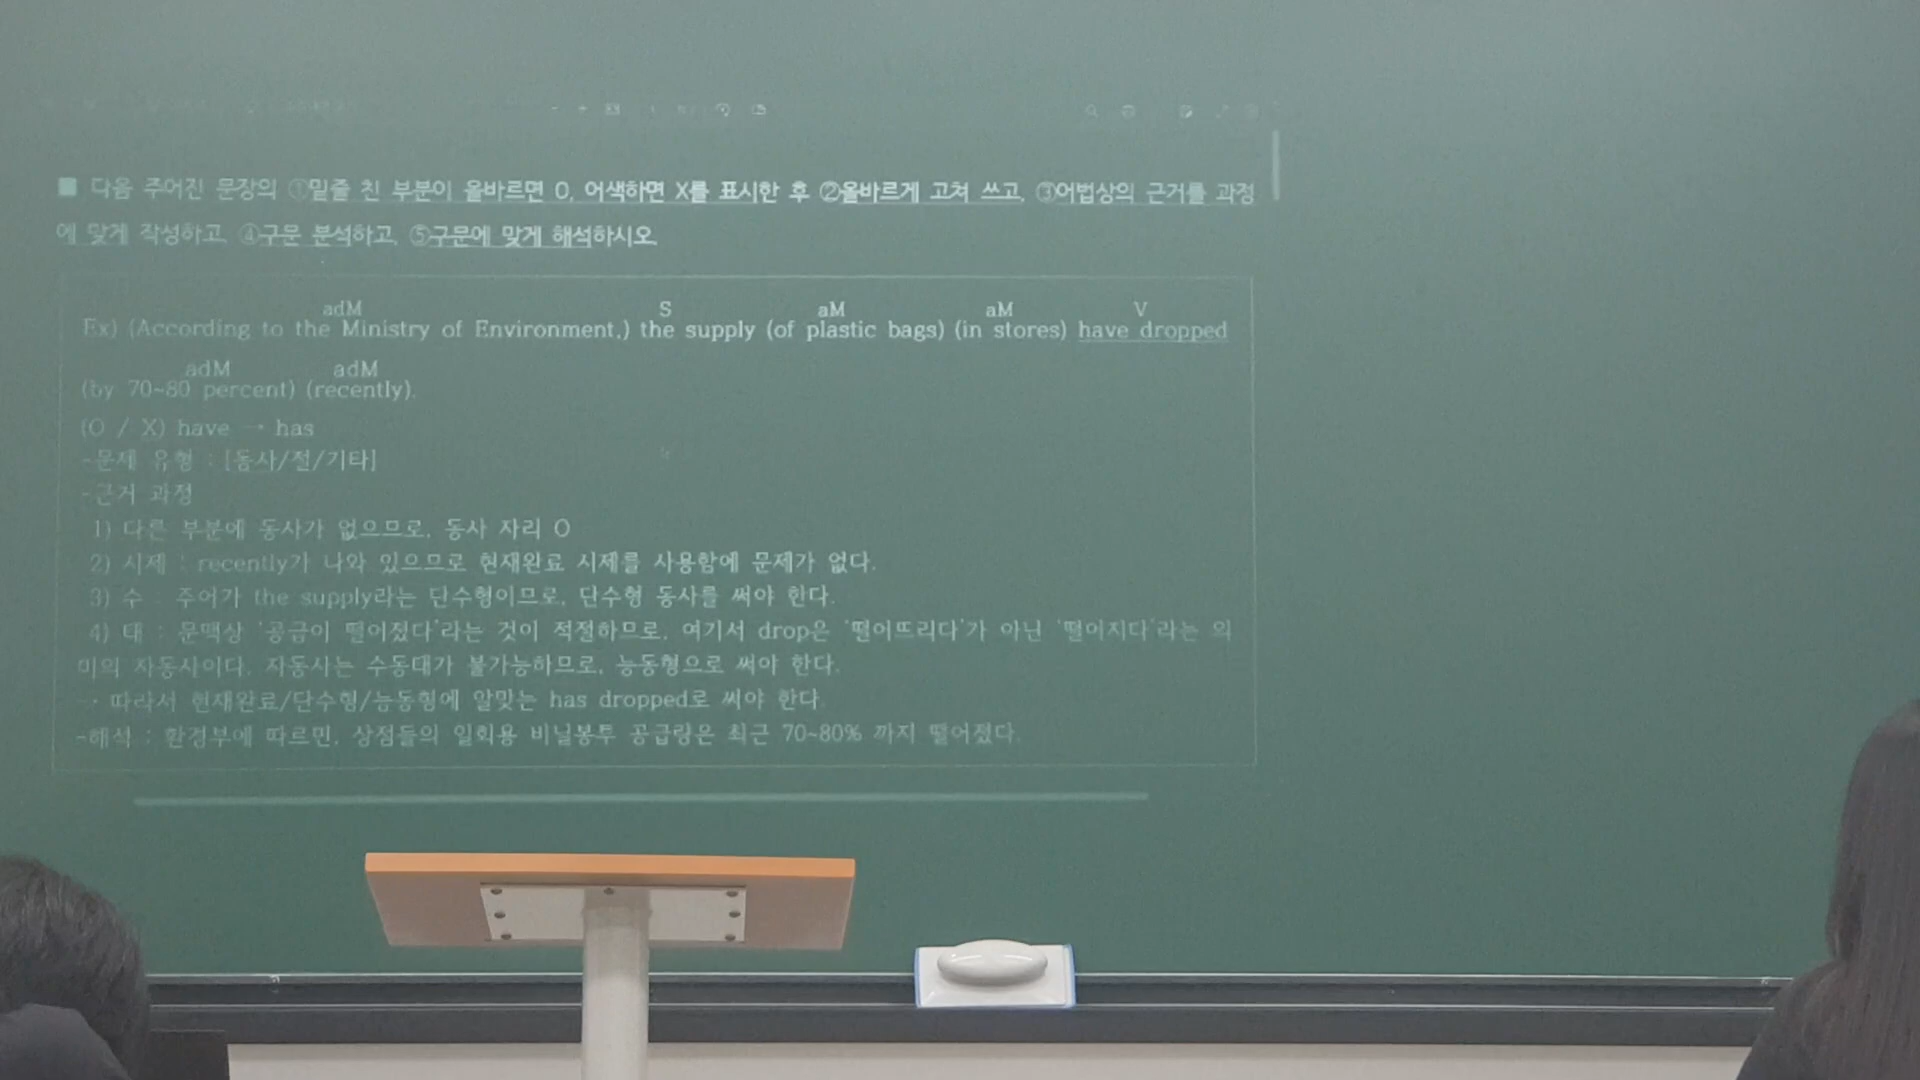 ■ 다음 주어진 문장의 ①밑줄 친 부분이 올바르면 O, 어색하면 X를 표시한 후 ②올바르게 고쳐 쓰고, ③어법상의 근거를 과정
에 맞게 작성하고, ④구문 분석하고, ⑤구문에 맞게 해석하시오.
adM S aM aM V
Ex) (According to the Ministry of Environment,) the supply (of plastic bags) (in stores) have dropped
adM adM
(by 70~80 percent) (recently).
(O / X) have → has
-문제 유형 : [동사/절/기타]
-근거 과정
1) 다른 부분에 동사가 없으므로, 동사 자리 O
2) 시제 : recently가 나와 있으므로 현재완료 시제를 사용함에 문제가 없다.
3) 수 : 주어가 the supply라는 단수형이므로, 단수형 동사를 써야 한다.
4) 태 : 문맥상 '공급이 떨어졌다'라는 것이 적절하므로, 여기서 drop은 '떨어뜨리다'가 아닌 '떨어지다'라는 의
미의 자동사이다. 자동사는 수동태가 불가능하므로, 능동형으로 써야 한다.
→ 따라서 현재완료/단수형/능동형에 알맞는 has dropped로 써야 한다.
-해석 : 환경부에 따르면, 상점들의 일회용 비닐봉투 공급량은 최근 70~80% 까지 떨어졌다.